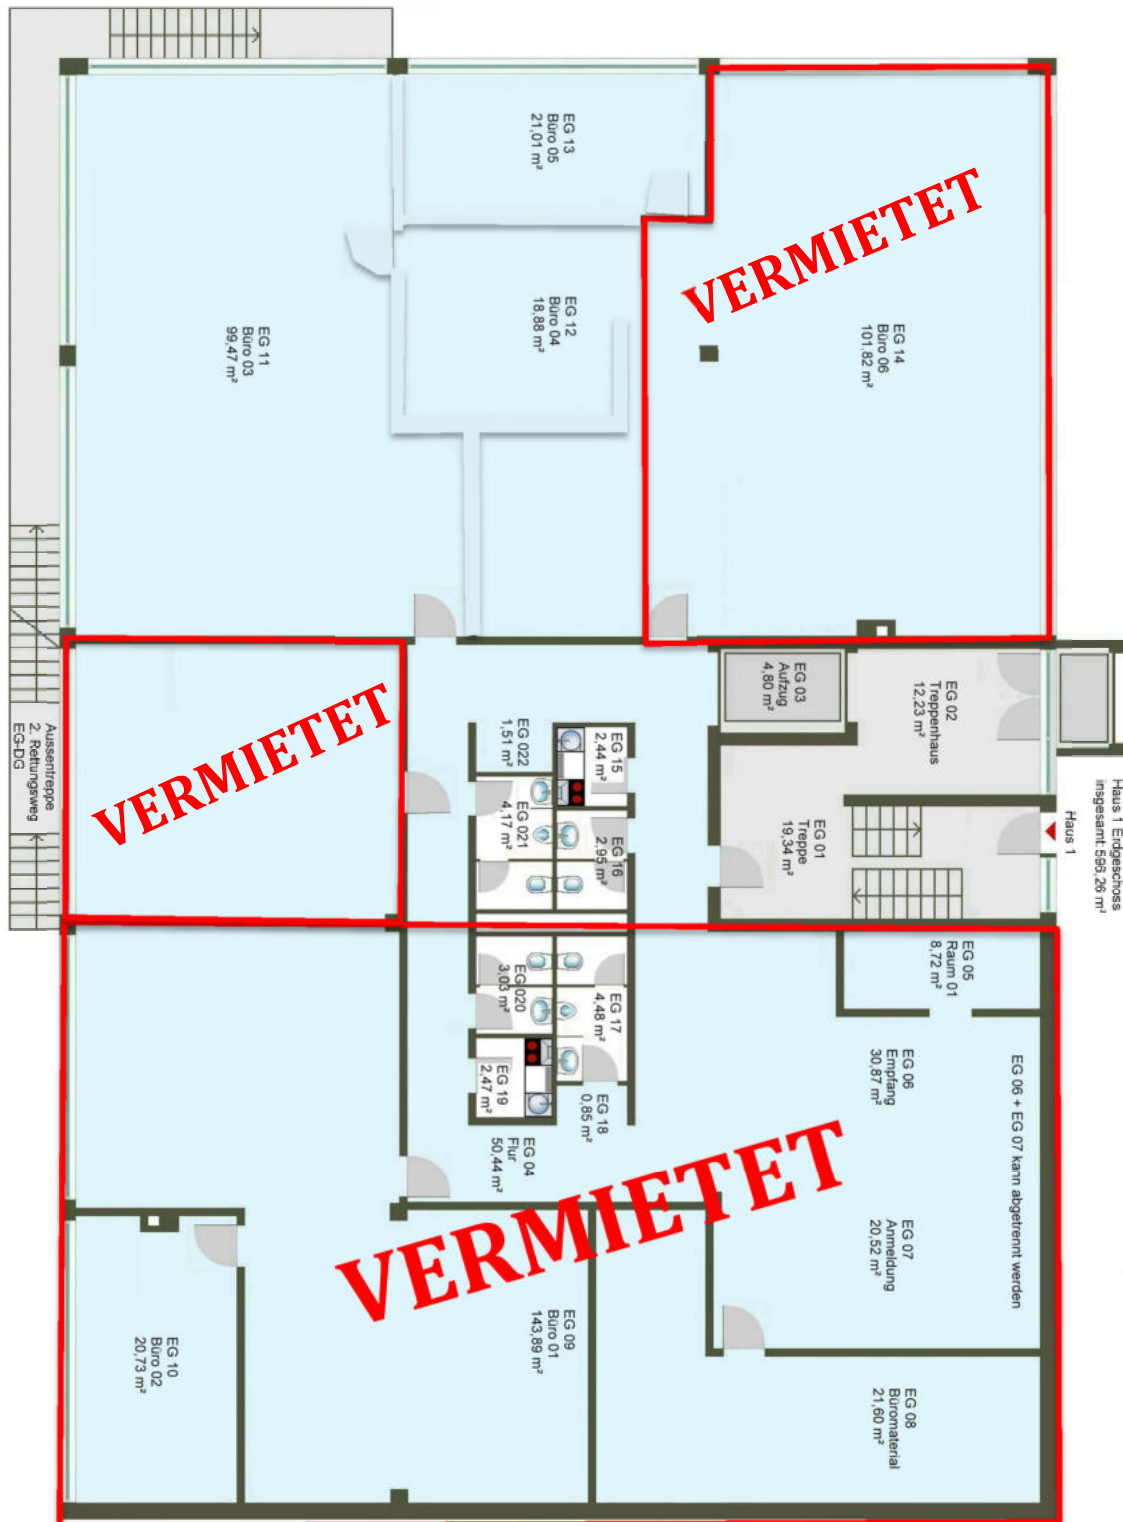 EG 13
Büro 05
21,01 m²
EG 12
Büro 04
18,88 m²
EG 11
Büro 03
99,47 m²
VERMIETET
EG 14
Büro 06
101,82 m²
EG 03
Aufzug
4,80 m²
EG 02
Treppenhaus
12,23 m²
EG 01
Treppe
19,34 m²
Haus 1
Haus 1 Erdgeschoss
insgesamt: 596,26 m²
VERMIETET
Aussentreppe
2. Rettungsweg
EG-DG
EG 022
1,51 m²
EG 15
2,44 m²
EG 021
4,17 m²
EG 16
2,95 m²
EG 020
3,03 m²
EG 17
4,48 m²
EG 19
2,47 m²
EG 18
0,85 m²
EG 04
Flur
50,44 m²
EG 05
Raum 01
8,72 m²
EG 06
Empfang
30,87 m²
EG 06 + EG 07 kann abgetrennt werden
EG 07
Anmeldung
20,52 m²
VERMIETET
EG 09
Büro 01
143,89 m²
EG 10
Büro 02
20,73 m²
EG 08
Büromaterial
21,60 m²